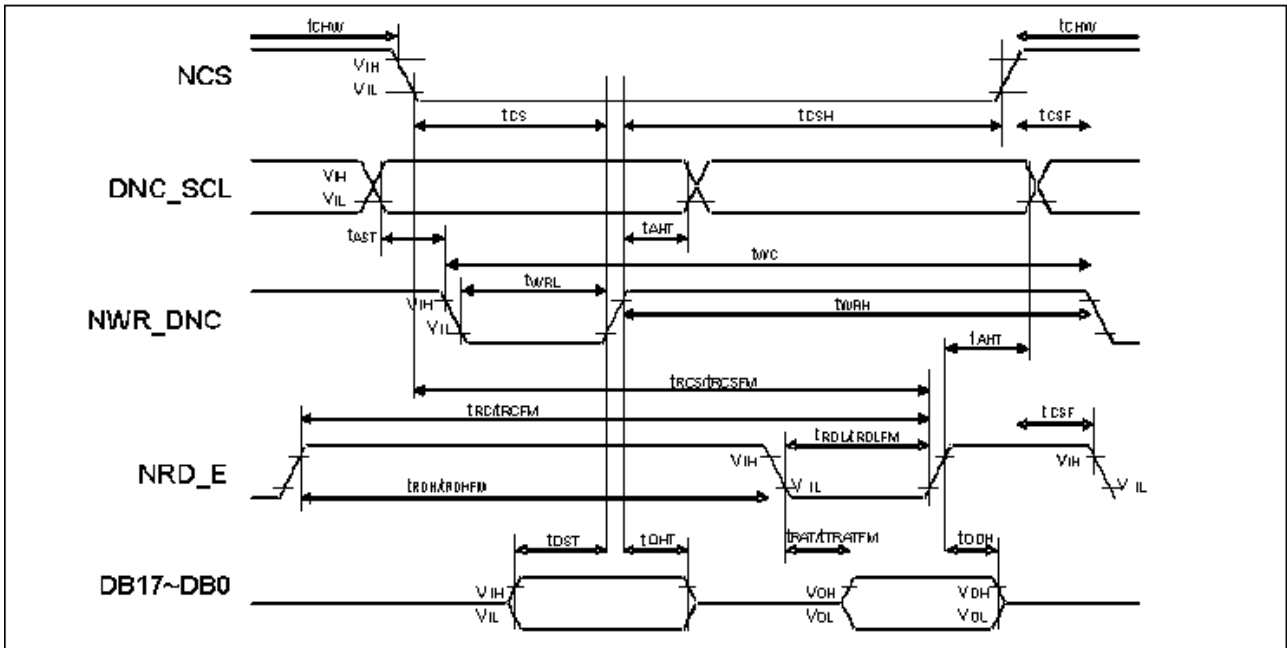 tCHW tCHW
NCS
VIH
VIL
tCS tCSH tCSF
DNC_SCL
VIH
VIL
tAST tAHT
tWC
tWRL
NWR_DNC
VIH
VIL
tWRH
tAHT
tRCS/tRCSFM
tRC/tRCFM
tCSF
tRDL/tRDLFM
NRD_E
VIH VIH
VIL VIL
tRDH/tRDHFM
tDST tDHT tRAT/tTRATFM tODH
DB17~DB0
VIH VOH VOH
VIL VOL VOL